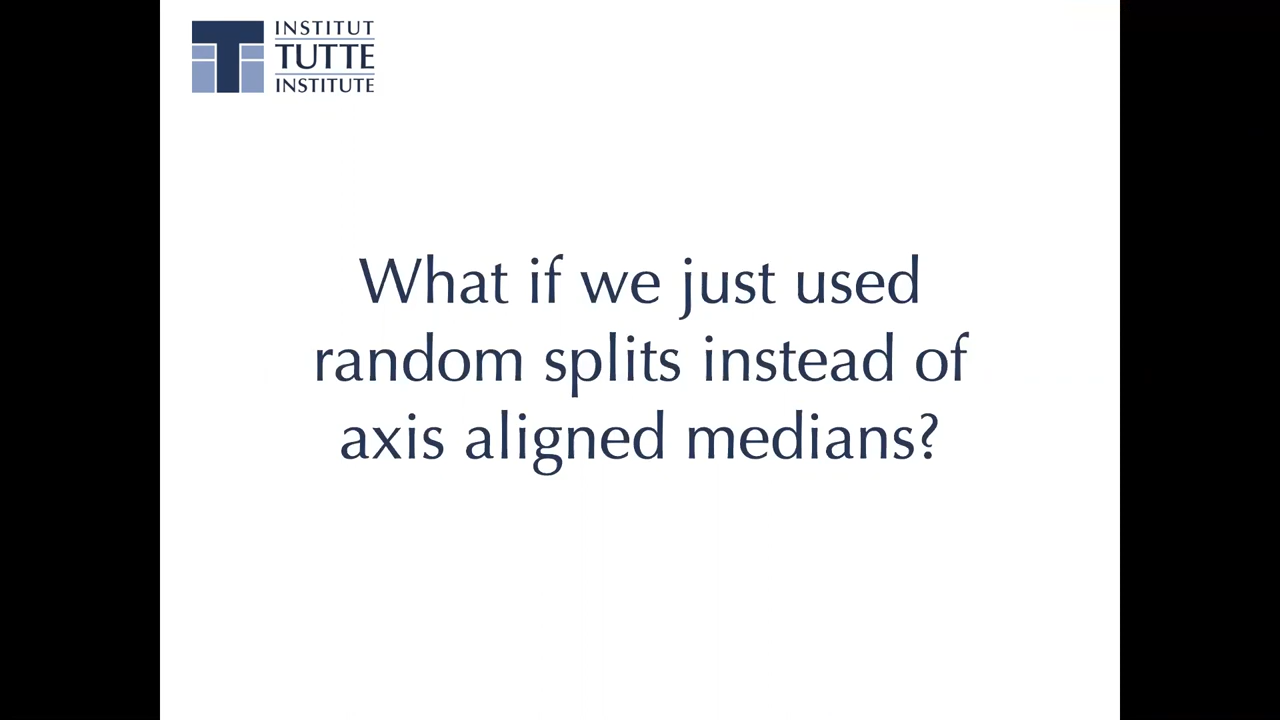 INSTITUT
TUTTE
INSTITUTE
What if we just used
random splits instead of
axis aligned medians?